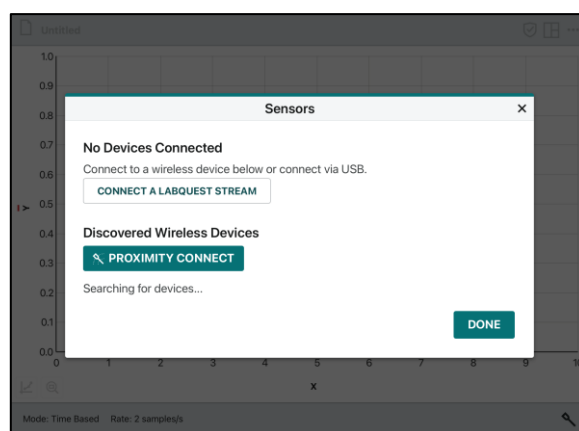 Untitled
1.0
0.9
0.8
0.7
0.6
0.5
0.4
0.3
0.2
0.1
0.0
Y
Sensors ×
No Devices Connected
Connect to a wireless device below or connect via USB.
CONNECT A LABQUEST STREAM
Discovered Wireless Devices
PROXIMITY CONNECT
Searching for devices...
DONE
0 1 2 3 4 5 6 7 8 9
X
Mode: Time Based Rate: 2 samples/s